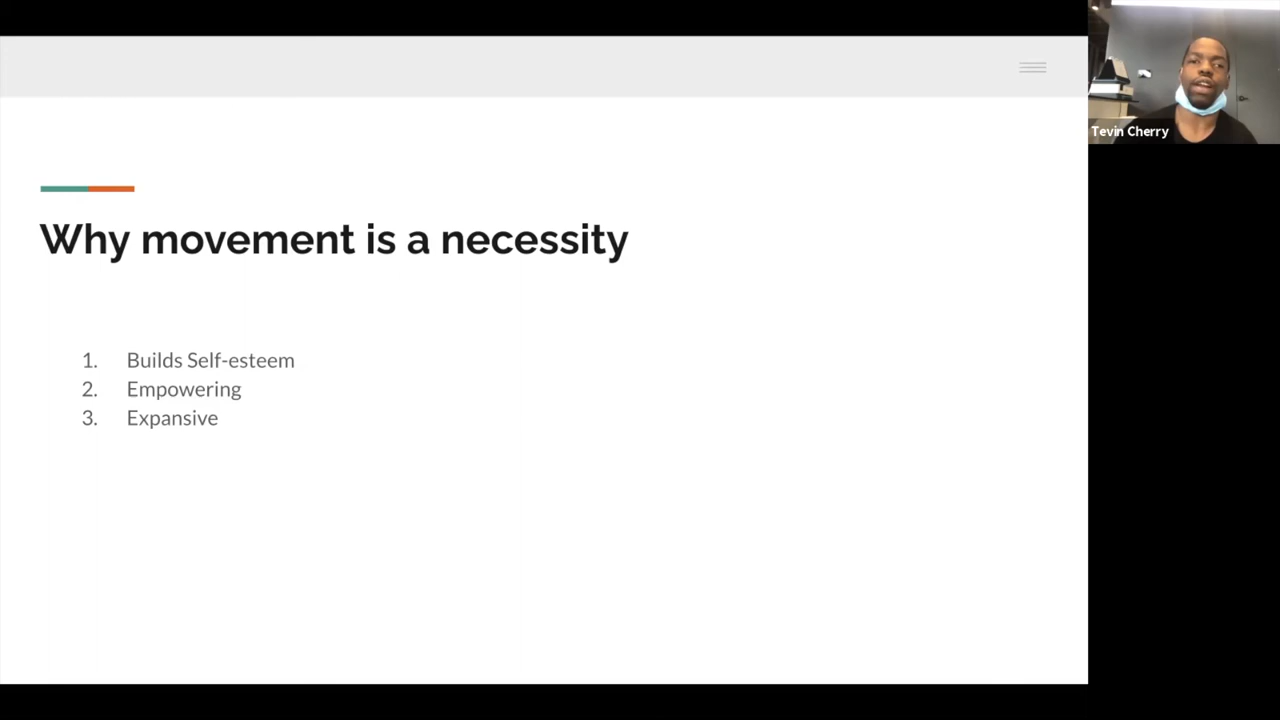 Why movement is a necessity
1. Builds Self-esteem
2. Empowering
3. Expansive
Tevin Cherry